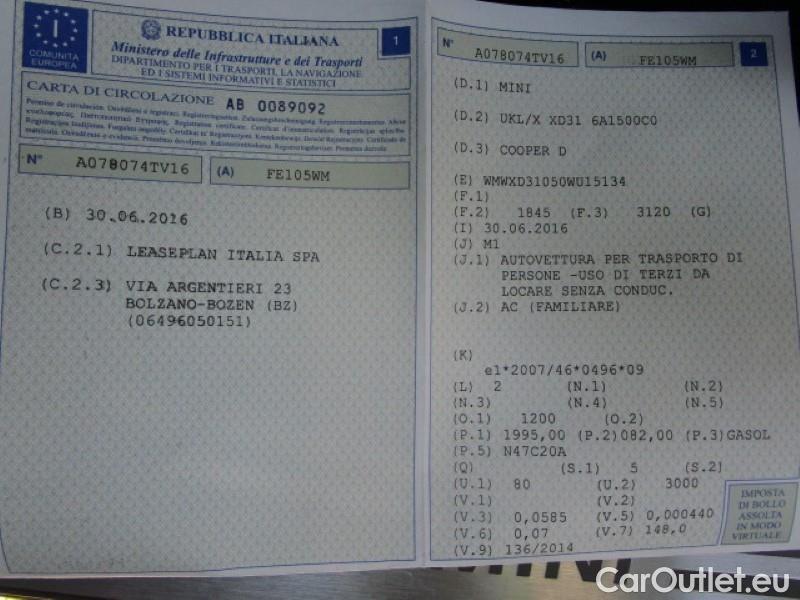 I
COMUNITA
EUROPEA
REPUBBLICA ITALIANA
1
Ministero delle Infrastrutture e dei Trasporti
DIPARTIMENTO PER I TRASPORTI, LA NAVIGAZIONE
ED I SISTEMI INFORMATIVI E STATISTICI
CARTA DI CIRCOLAZIONE AB 0089092
N° A078074TV16 (A) FE105WM
(B) 30.06.2016
(C.2.1) LEASEPLAN ITALIA SPA
(C.2.3) VIA ARGENTIERI 23
BOLZANO-BOZEN (BZ)
(06496050151)
N° A078074TV16 (A) FE105WM 2
(D.1) MINI
(D.2) UKL/X XD31 6A1500C0
(D.3) COOPER D
(E) WMWXD31050WU15134
(F.1)
(F.2) 1845 (F.3) 3120 (G)
(I) 30.06.2016
(J) M1
(J.1) AUTOVETTURA PER TRASPORTO DI
PERSONE -USO DI TERZI DA
LOCARE SENZA CONDUC.
(J.2) AC (FAMILIARE)
(K)
e1*2007/46*0496*09
(L) 2 (N.1) (N.2)
(N.3) (N.4) (N.5)
(O.1) 1200 (O.2)
(P.1) 1995,00 (P.2)082,00 (P.3)GASOL
(P.5) N47C20A
(Q) (S.1) 5 (S.2)
(U.1) 80 (U.2) 3000
(V.1) (V.2)
(V.3) 0,0585 (V.5) 0,000440
(V.6) 0,07 (V.7) 148,0
(V.9) 136/2014
IMPOSTA
DI BOLLO
ASSOLTA
IN MODO
VIRTUALE
CarOutlet.eu